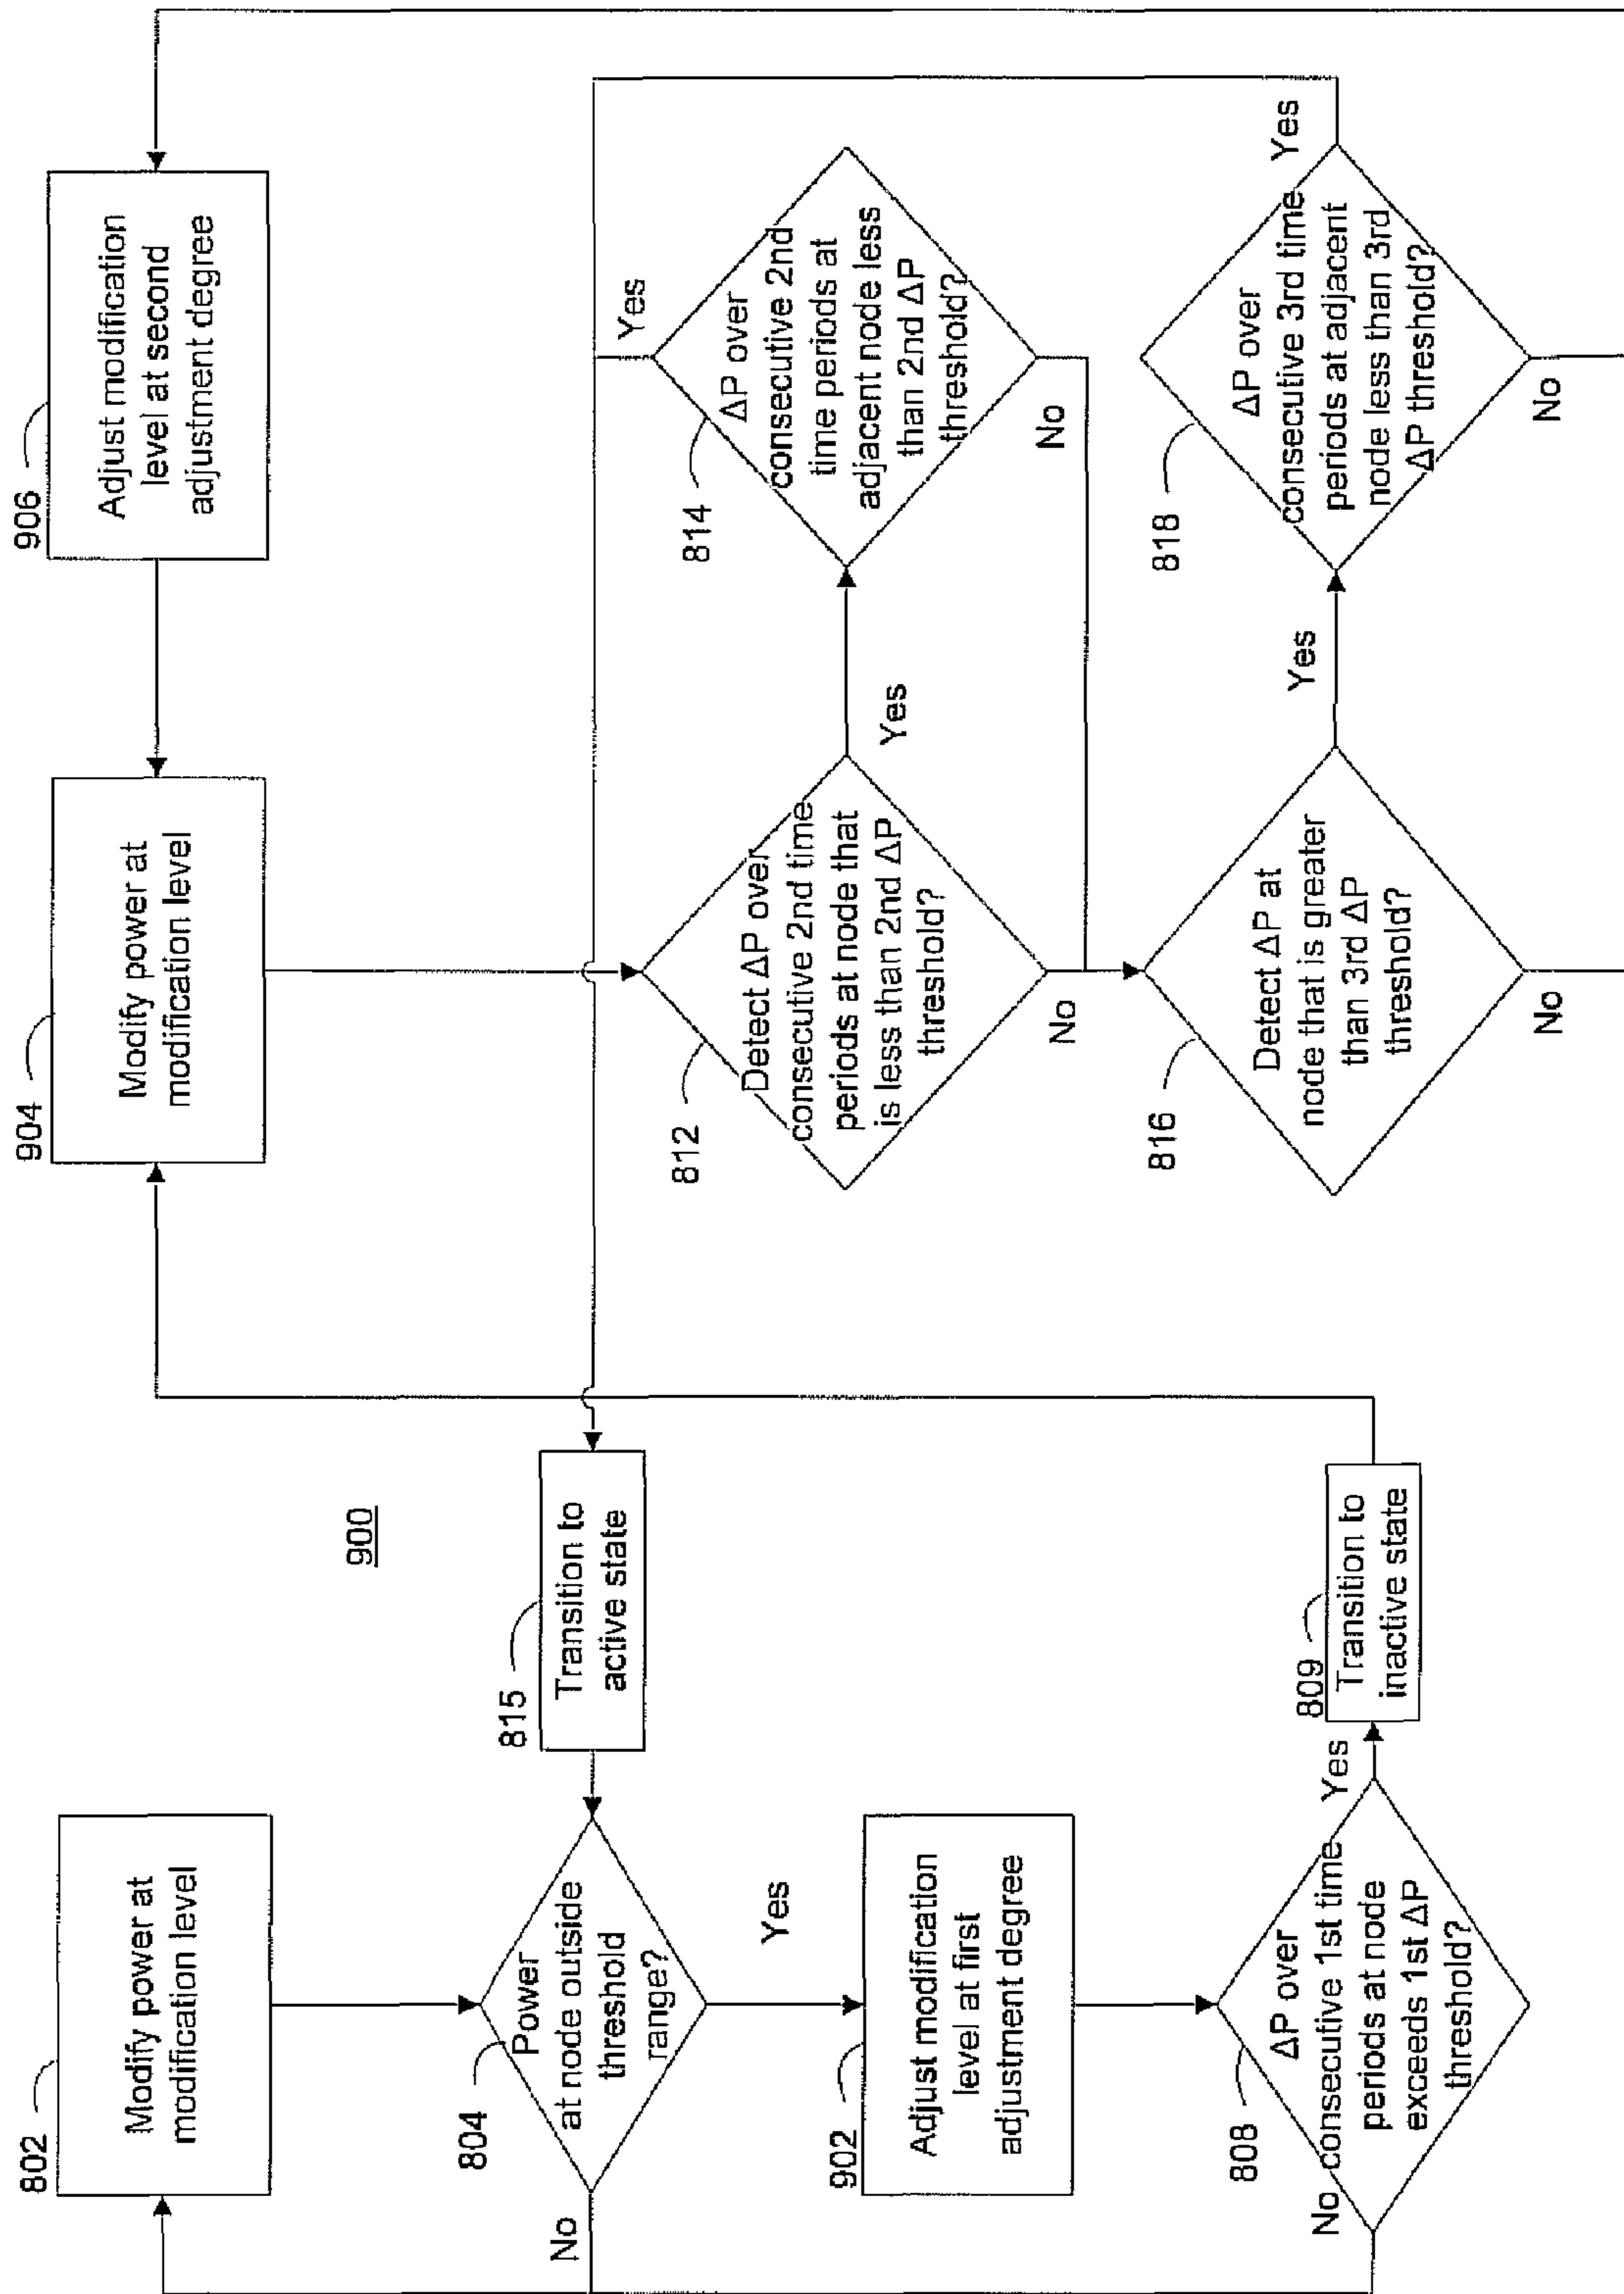 900
802
Modify power at
modification level
804
Power
at node outside
threshold
range?
No
Yes
902
Adjust modification
level at first
adjustment degree
808
ΔP over
consecutive 1st time
periods at node
exceeds 1st ΔP
threshold?
No
Yes
809
Transition to
inactive state
815
Transition to
active state
904
Modify power at
modification level
906
Adjust modification
level at second
adjustment degree
812
Detect ΔP over
consecutive 2nd time
periods at node that
is less than 2nd ΔP
threshold?
Yes
No
814
ΔP over
consecutive 2nd
time periods at
adjacent node less
than 2nd ΔP
threshold?
Yes
No
816
Detect ΔP at
node that is greater
than 3rd ΔP
threshold?
Yes
No
818
ΔP over
consecutive 3rd time
periods at adjacent
node less than 3rd
ΔP threshold?
Yes
No